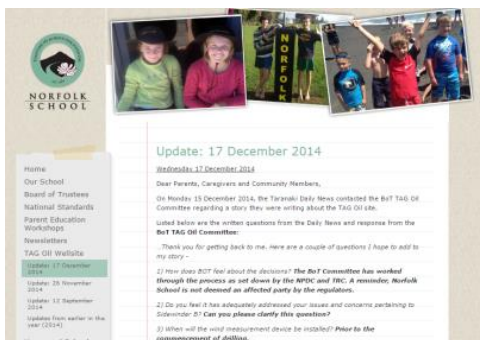 NORFOLK
SCHOOL
NORFOLK
Home
Our School
Board of Trustees
National Standards
Parent Education
Workshops
Newsletters
TAG Oil Wellsite
Update: 17 December
2014
Update: 26 November
2014
Update: 12 September
2014
Updates from earlier in the
year (2014)
Update: 17 December 2014
Wednesday 17 December 2014
Dear Parents, Caregivers and Community Members,
On Monday 15 December 2014, the Taranaki Daily News contacted the BoT TAG Oil
Committee regarding a story they were writing about the TAG Oil site.
Listed below are the written questions from the Daily News and response from the
BoT TAG Oil Committee:
..Thank you for getting back to me. Here are a couple of questions I hope to add to
my story -
1) How does BOT feel about the decisions? The BoT Committee has worked
through the process as set down by the NPDC and TRC. A reminder, Norfolk
School is not deemed an affected party by the regulators.
2) Do you feel it has adequately addressed your issues and concerns pertaining to
Sidewinder B? Can you please clarify this question?
3) When will the wind measurement device be installed? Prior to the
commencement of drilling.